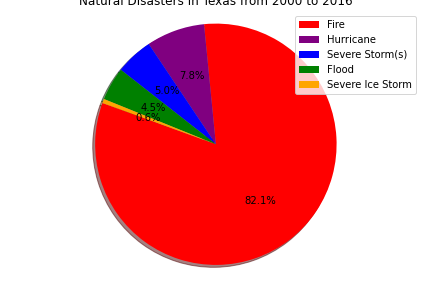 Natural Disasters in Texas from 2000 to 2016
Fire
Hurricane
Severe Storm(s)
Flood
Severe Ice Storm
7.8%
5.0%
4.5%
0.6%
82.1%